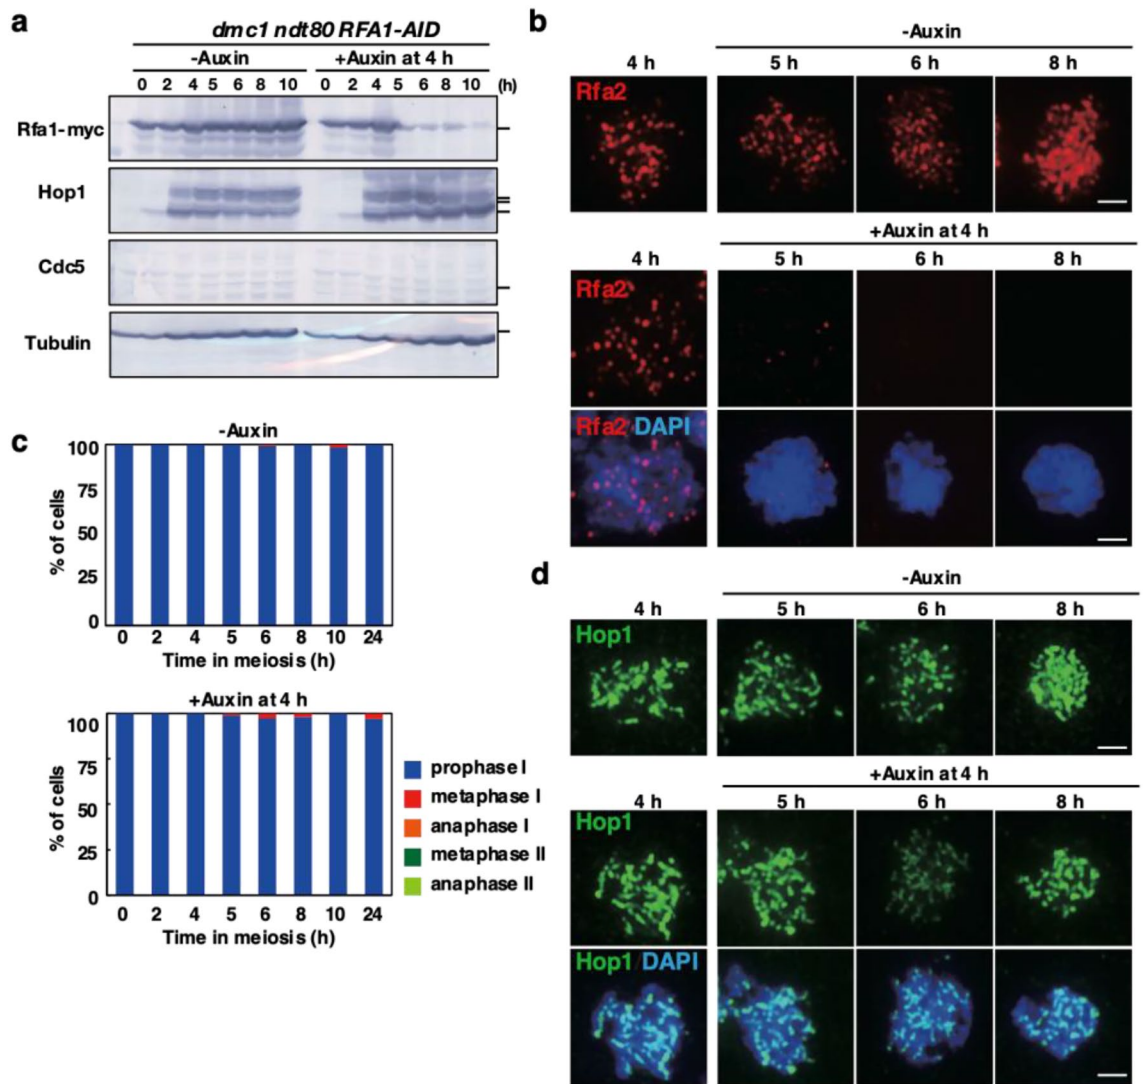 a
dmc1 ndt80 RFA1-AID
-Auxin +Auxin at 4 h
0 2 4 5 6 8 10 0 2 4 5 6 8 10 (h)
Rfa1-myc
Hop1
Cdc5
Tubulin
b
-Auxin
4 h 5 h 6 h 8 h
Rfa2
+Auxin at 4 h
4 h 5 h 6 h 8 h
Rfa2
Rfa2 DAPI
c
-Auxin
100
75
50
25
0
% of cells
0 2 4 5 6 8 10 24
Time in meiosis (h)
+Auxin at 4 h
100
75
50
25
0
% of cells
0 2 4 5 6 8 10 24
Time in meiosis (h)
prophase I
metaphase I
anaphase I
metaphase II
anaphase II
d
-Auxin
4 h 5 h 6 h 8 h
Hop1
+Auxin at 4 h
4 h 5 h 6 h 8 h
Hop1
Hop1 DAPI